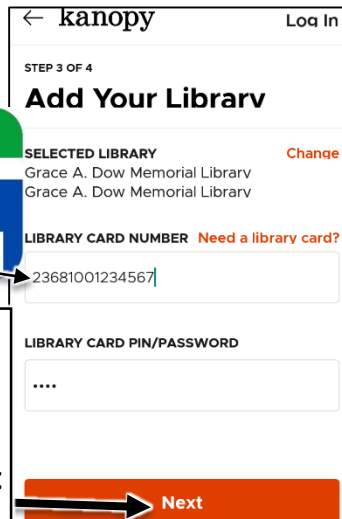 ← kanopy Log In
STEP 3 OF 4
Add Your Library
SELECTED LIBRARY Change
Grace A. Dow Memorial Library
Grace A. Dow Memorial Library
LIBRARY CARD NUMBER Need a library card?
23681001234567
LIBRARY CARD PIN/PASSWORD
••••
Next